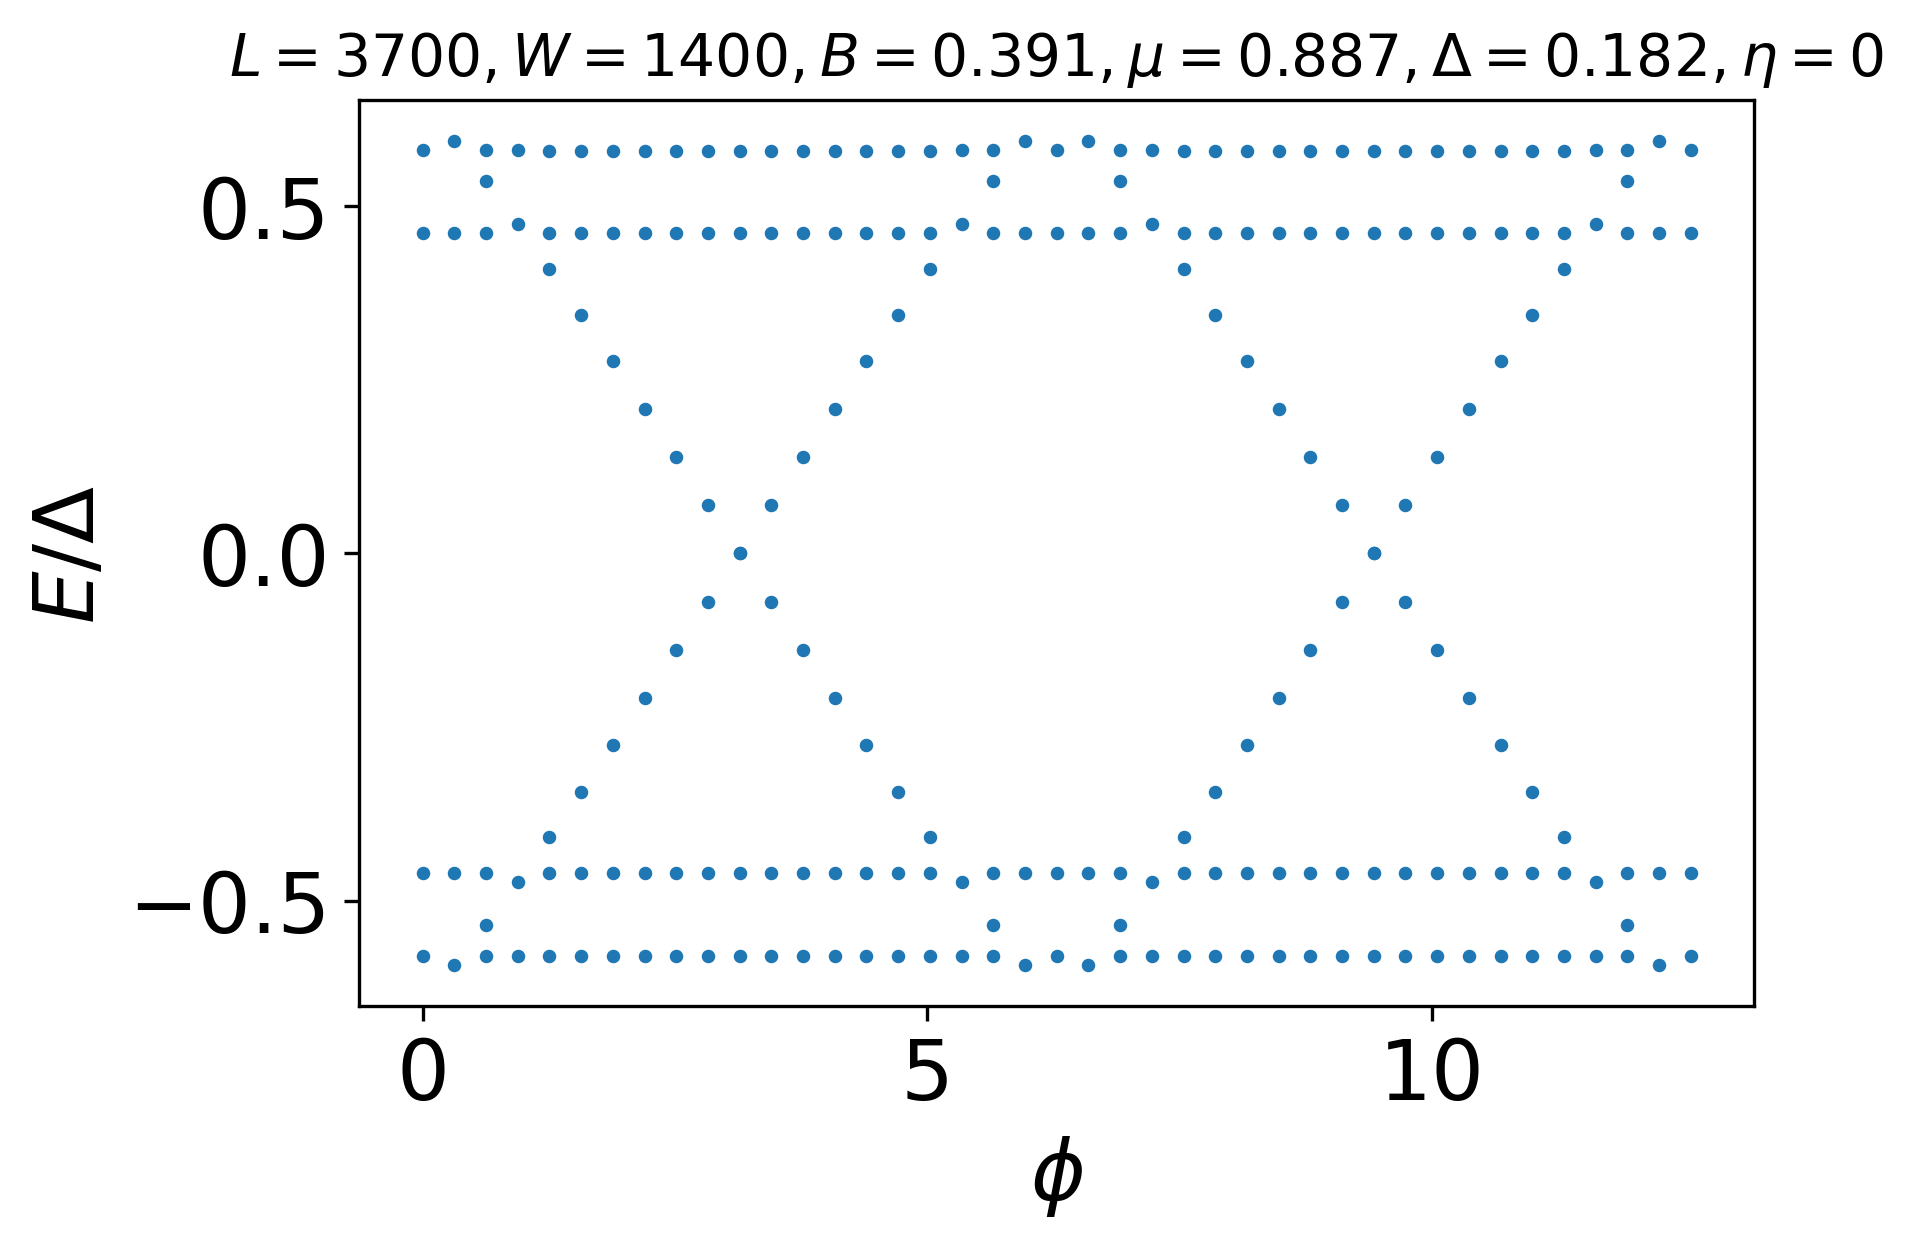 L = 3700, W = 1400, B = 0.391, μ = 0.887, Δ = 0.182, η = 0
0.5
0.0
−0.5
E/Δ
0 5 10
ϕ